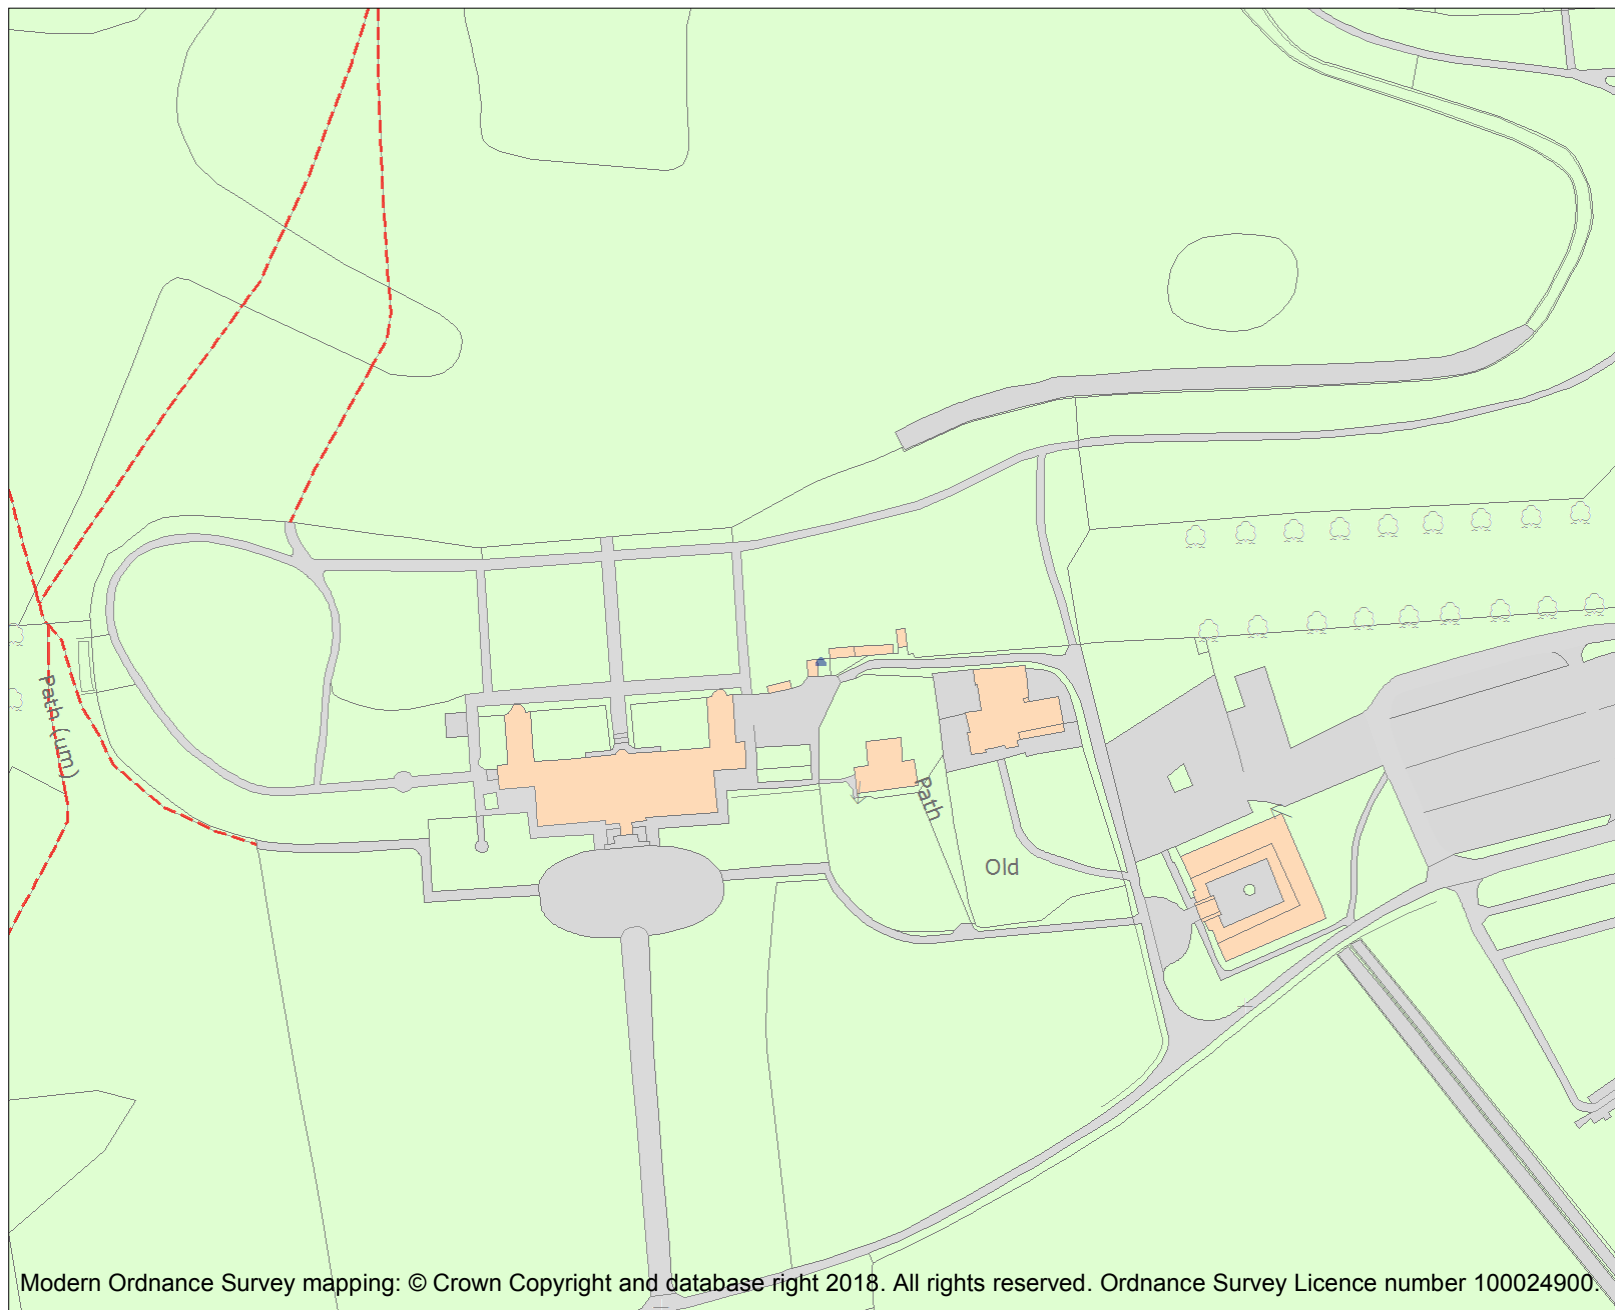 Path (um)
Path
Old
Modern Ordnance Survey mapping: © Crown Copyright and database right 2018. All rights reserved. Ordnance Survey Licence number 100024900.